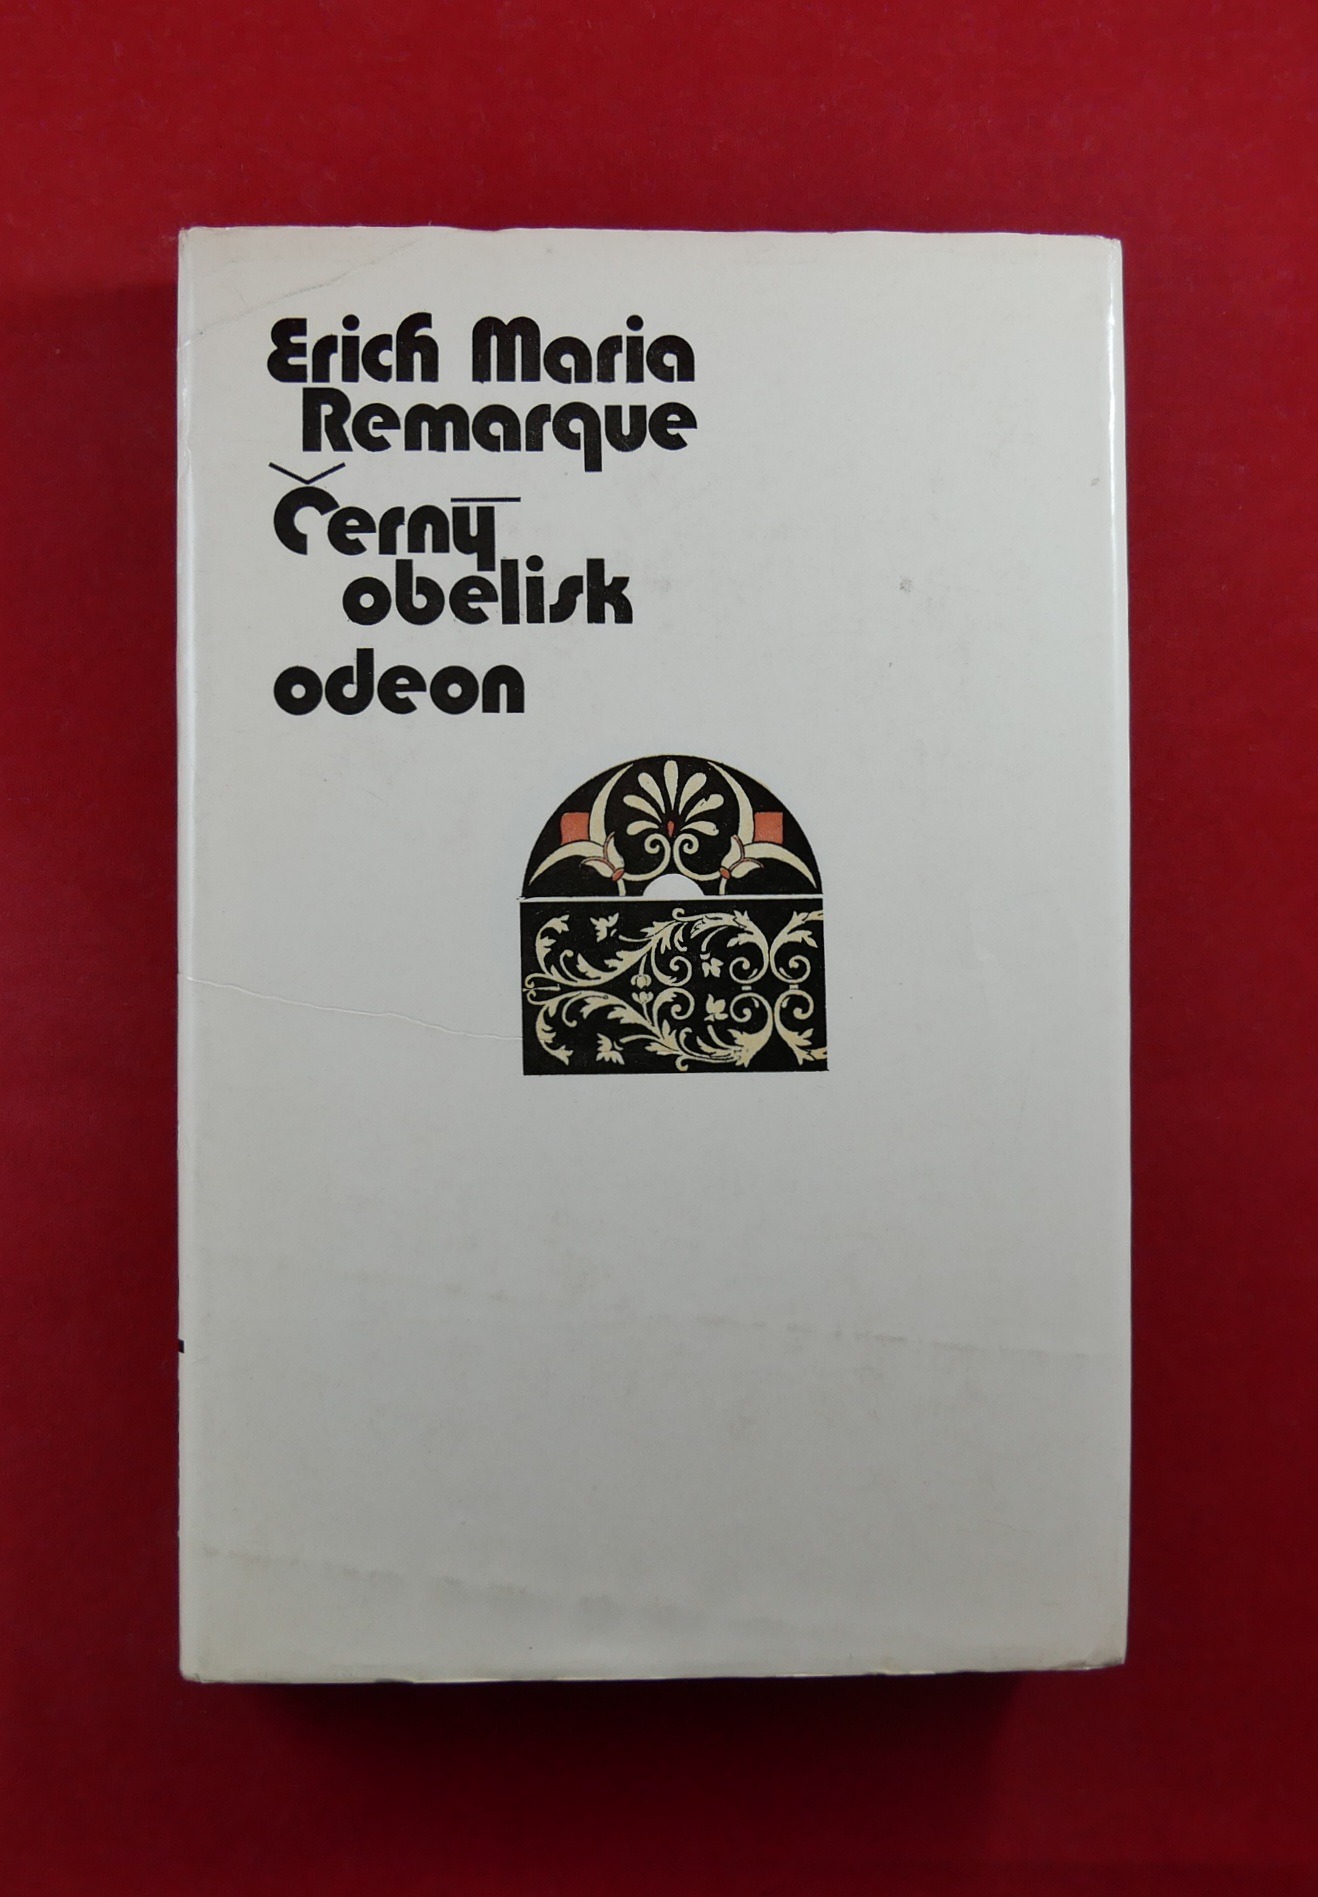 Erich Maria
Remarque
Černý
obelisk
odeon